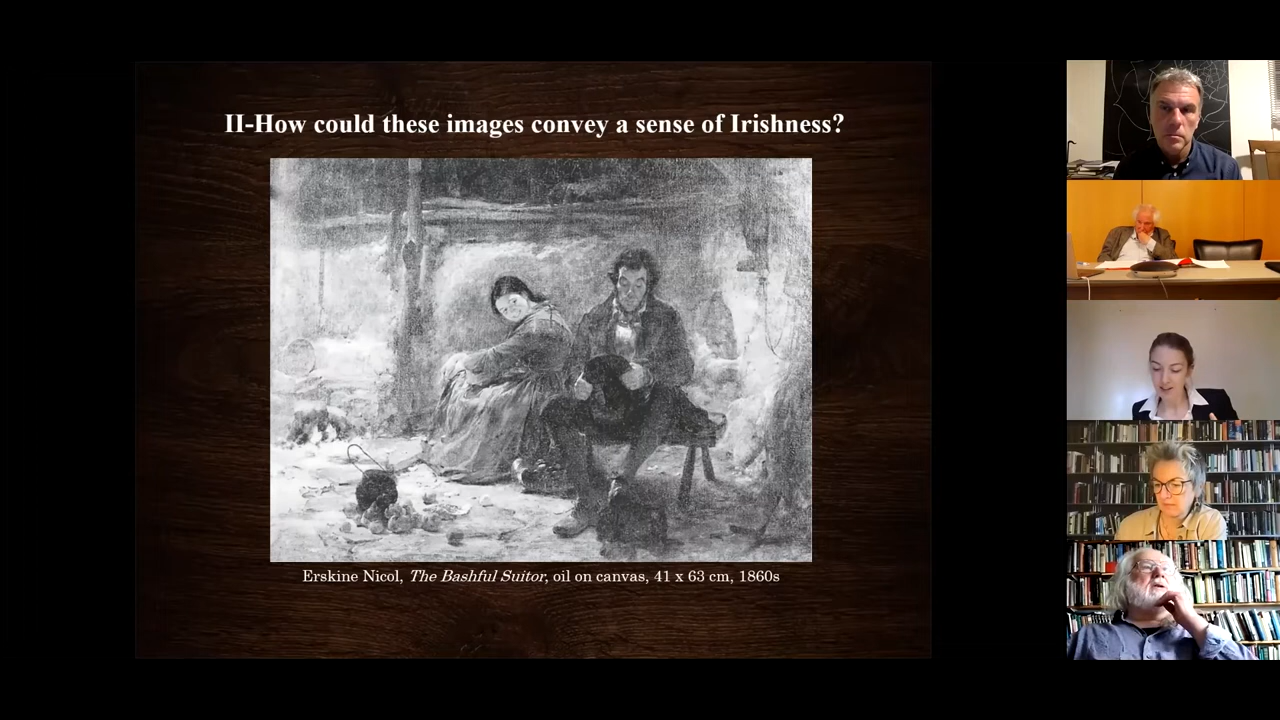 II-How could these images convey a sense of Irishness?
Erskine Nicol, The Bashful Suitor, oil on canvas, 41 x 63 cm, 1860s